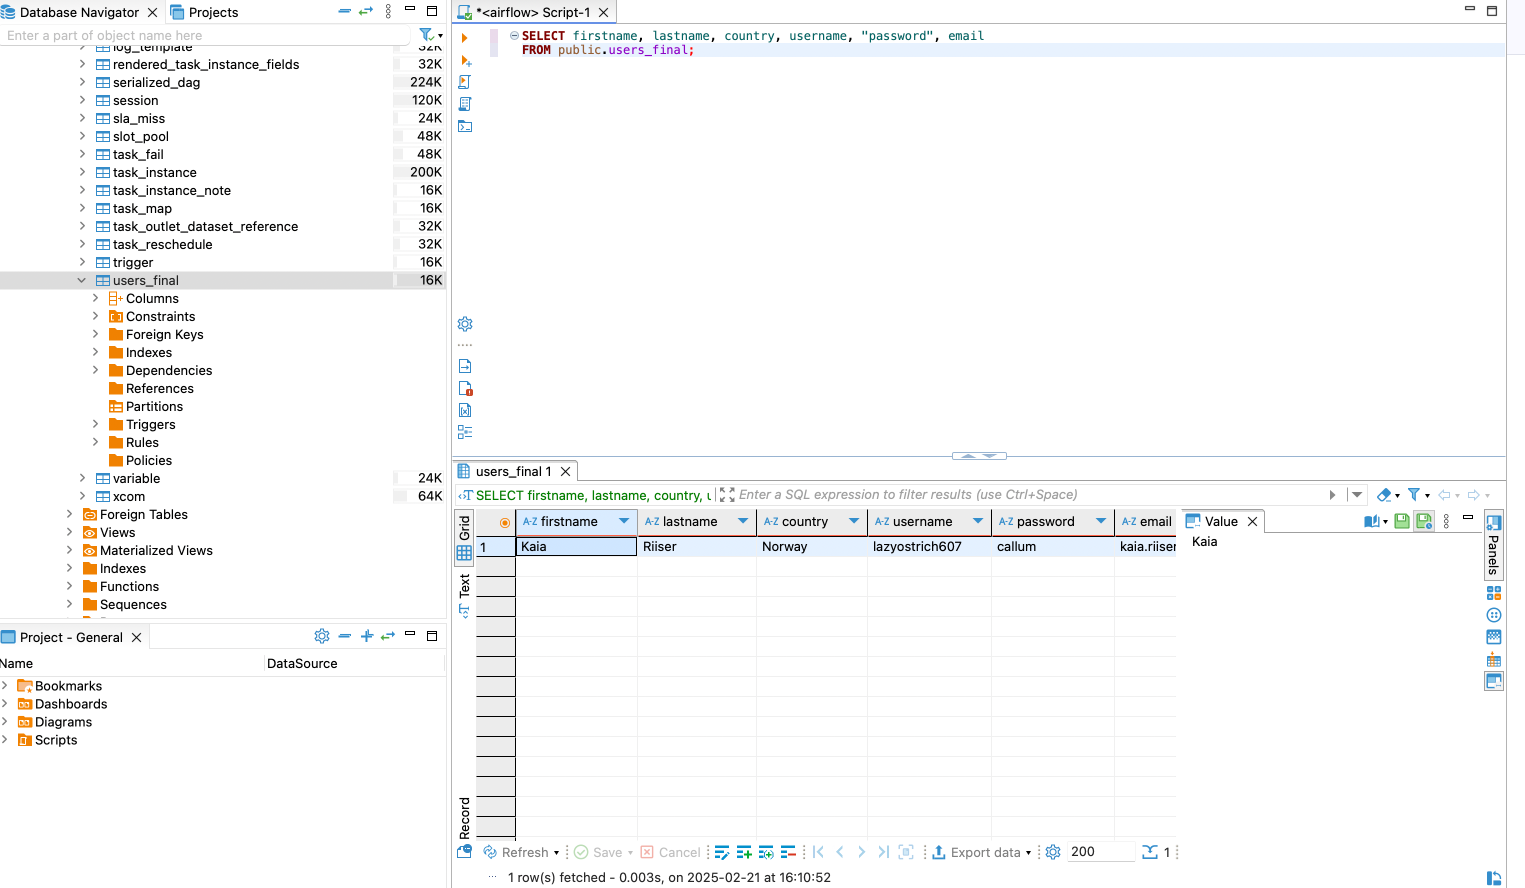 Database Navigator
Projects
Enter a part of object name here
log_template 32K
rendered_task_instance_fields 32K
serialized_dag 224K
session 120K
sla_miss 24K
slot_pool 48K
task_fail 48K
task_instance 200K
task_instance_note 16K
task_map 16K
task_outlet_dataset_reference 32K
task_reschedule 32K
trigger 16K
users_final 16K
Columns
Constraints
Foreign Keys
Indexes
Dependencies
References
Partitions
Triggers
Rules
Policies
variable 24K
xcom 64K
Foreign Tables
Views
Materialized Views
Indexes
Functions
Sequences
Project - General
Name DataSource
Bookmarks
Dashboards
Diagrams
Scripts
*<airflow> Script-1
SELECT firstname, lastname, country, username, "password", email
FROM public.users_final;
users_final 1
SELECT firstname, lastname, country, u
Enter a SQL expression to filter results (use Ctrl+Space)
Grid
Text
Record
A-Z firstname A-Z lastname A-Z country A-Z username A-Z password A-Z email
1 Kaia Riiser Norway lazyostrich607 callum kaia.riiser
Value
Kaia
Panels
Refresh Save Cancel Export data 200 1
1 row(s) fetched - 0.003s, on 2025-02-21 at 16:10:52